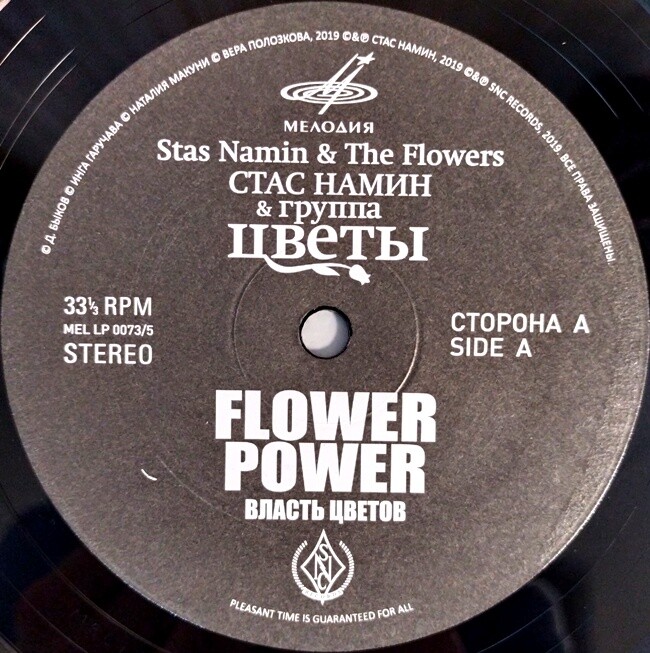 © Д. БЫКОВ © ИНГА ГАРУЧАВА © НАТАЛИЯ МАКУНИ © ВЕРА ПОЛОЗКОВА, 2019 ©&℗ СТАС НАМИН, 2019 ©&℗ SNC RECORDS, 2019. ВСЕ ПРАВА ЗАЩИЩЕНЫ.
МЕЛОДИЯ
Stas Namin & The Flowers
СТАС НАМИН
& группа
цветы
33⅓ RPM
MEL LP 0073/5
STEREO
СТОРОНА А
SIDE A
FLOWER
POWER
ВЛАСТЬ ЦВЕТОВ
SNC
PLEASANT TIME IS GUARANTEED FOR ALL